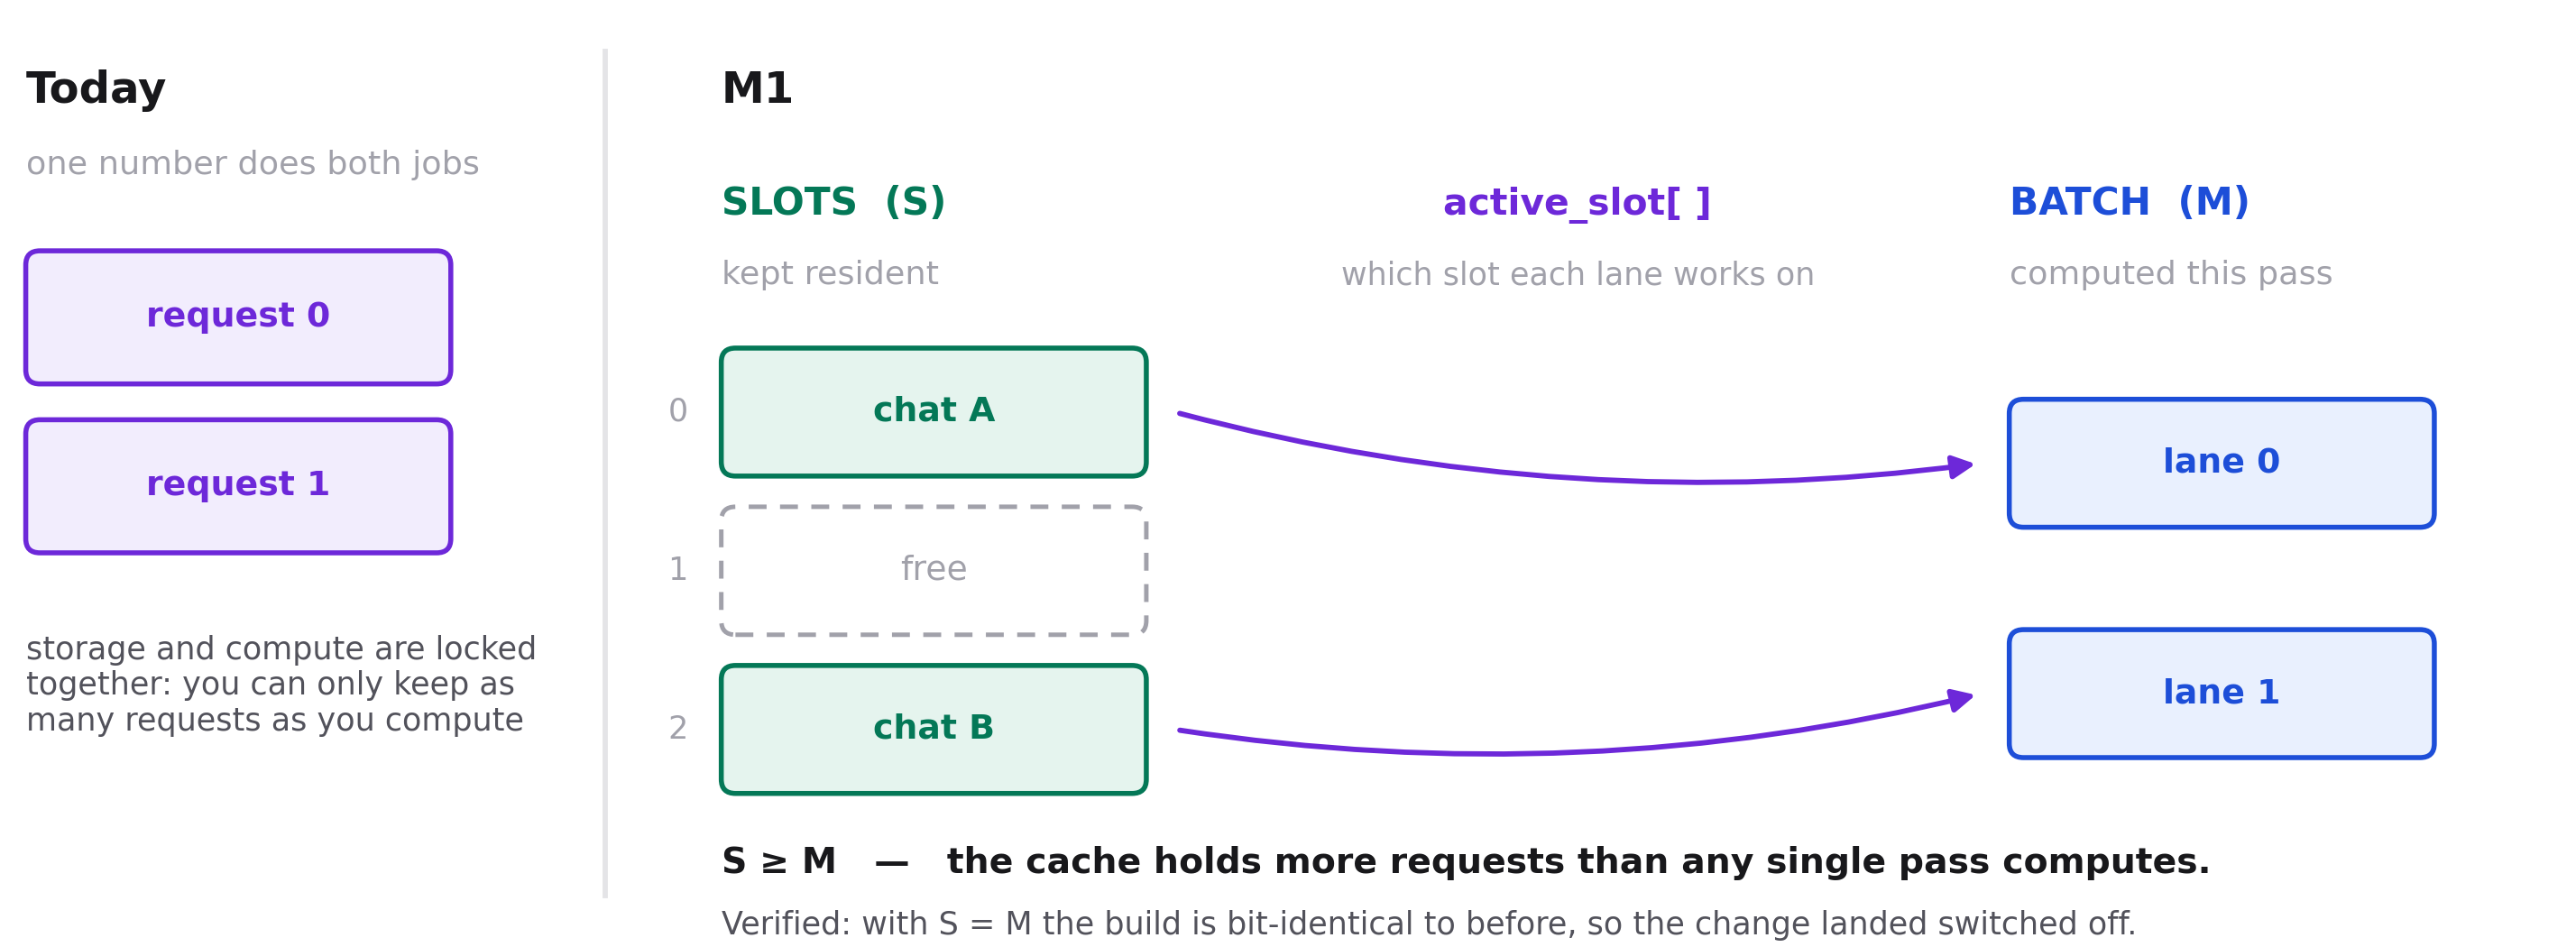 Today
one number does both jobs
request 0
request 1
storage and compute are locked
together: you can only keep as
many requests as you compute
M1
SLOTS (S)
kept resident
active_slot[ ]
which slot each lane works on
BATCH (M)
computed this pass
0
chat A
1
free
2
chat B
lane 0
lane 1
S ≥ M — the cache holds more requests than any single pass computes.
Verified: with S = M the build is bit-identical to before, so the change landed switched off.